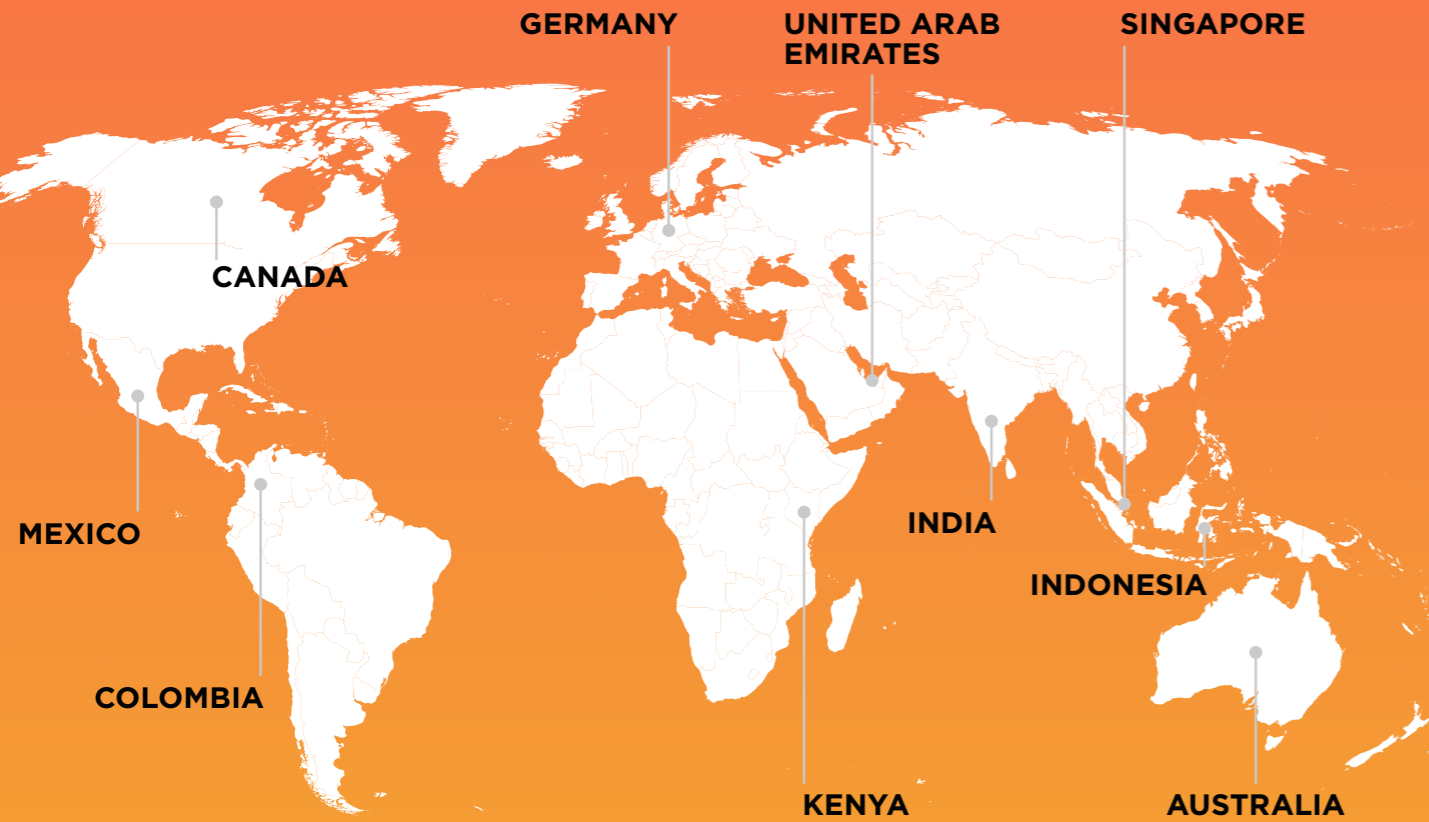 GERMANY
UNITED ARAB
EMIRATES
SINGAPORE
CANADA
MEXICO
INDIA
INDONESIA
COLOMBIA
KENYA
AUSTRALIA